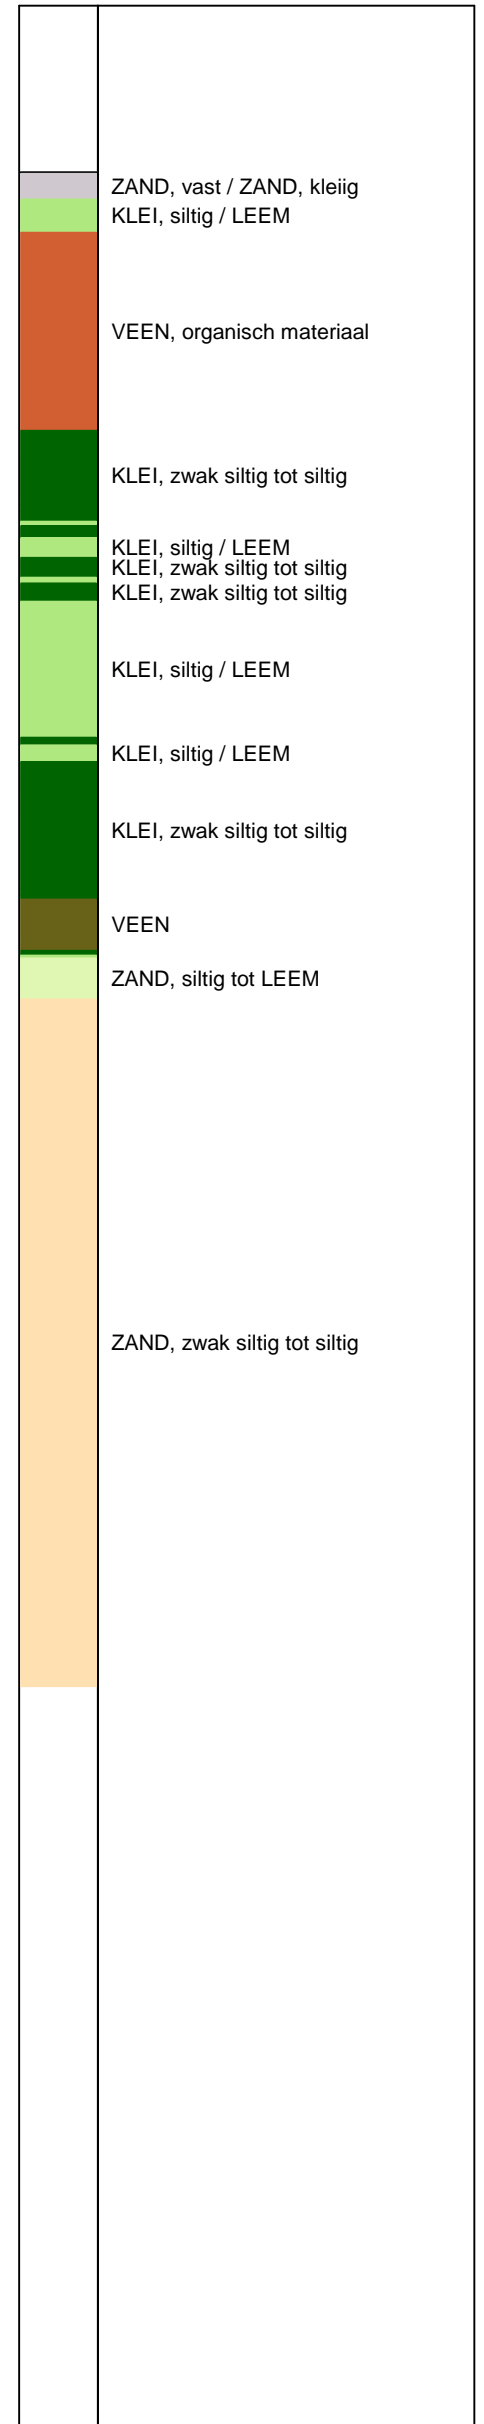 ZAND, vast / ZAND, kleiig
KLEI, siltig / LEEM
VEEN, organisch materiaal
KLEI, zwak siltig tot siltig
KLEI, siltig / LEEM
KLEI, zwak siltig tot siltig
KLEI, zwak siltig tot siltig
KLEI, siltig / LEEM
KLEI, siltig / LEEM
KLEI, zwak siltig tot siltig
VEEN
ZAND, siltig tot LEEM
ZAND, zwak siltig tot siltig